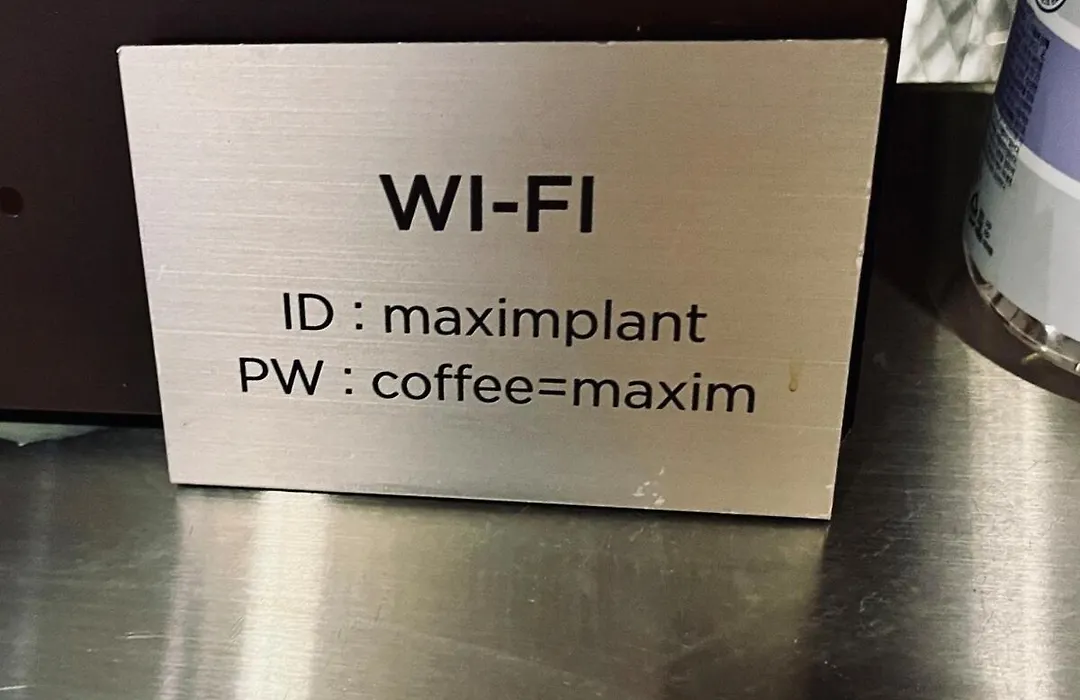 WI-FI
ID : maximplant
PW : coffee=maxim